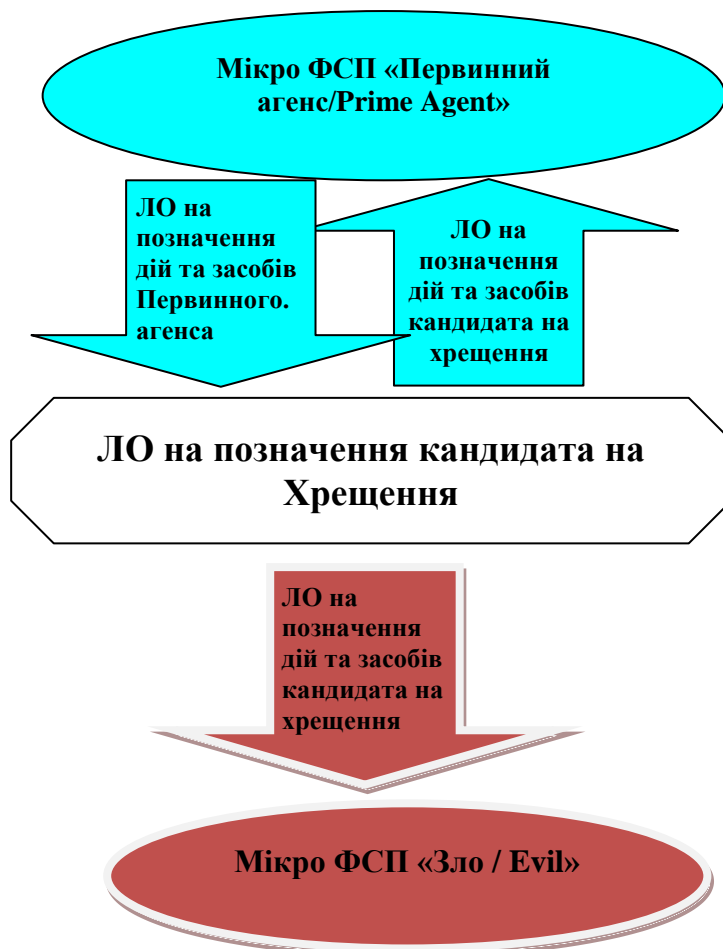 Мікро ФСП «Первинний
агенс/Prime Agent»
ЛО на
позначення
дій та засобів
Первинного.
агенса
ЛО на
позначення
дій та засобів
кандидата на
хрещення
ЛО на позначення кандидата на
Хрещення
ЛО на
позначення
дій та засобів
кандидата на
хрещення
Мікро ФСП «Зло / Evil»